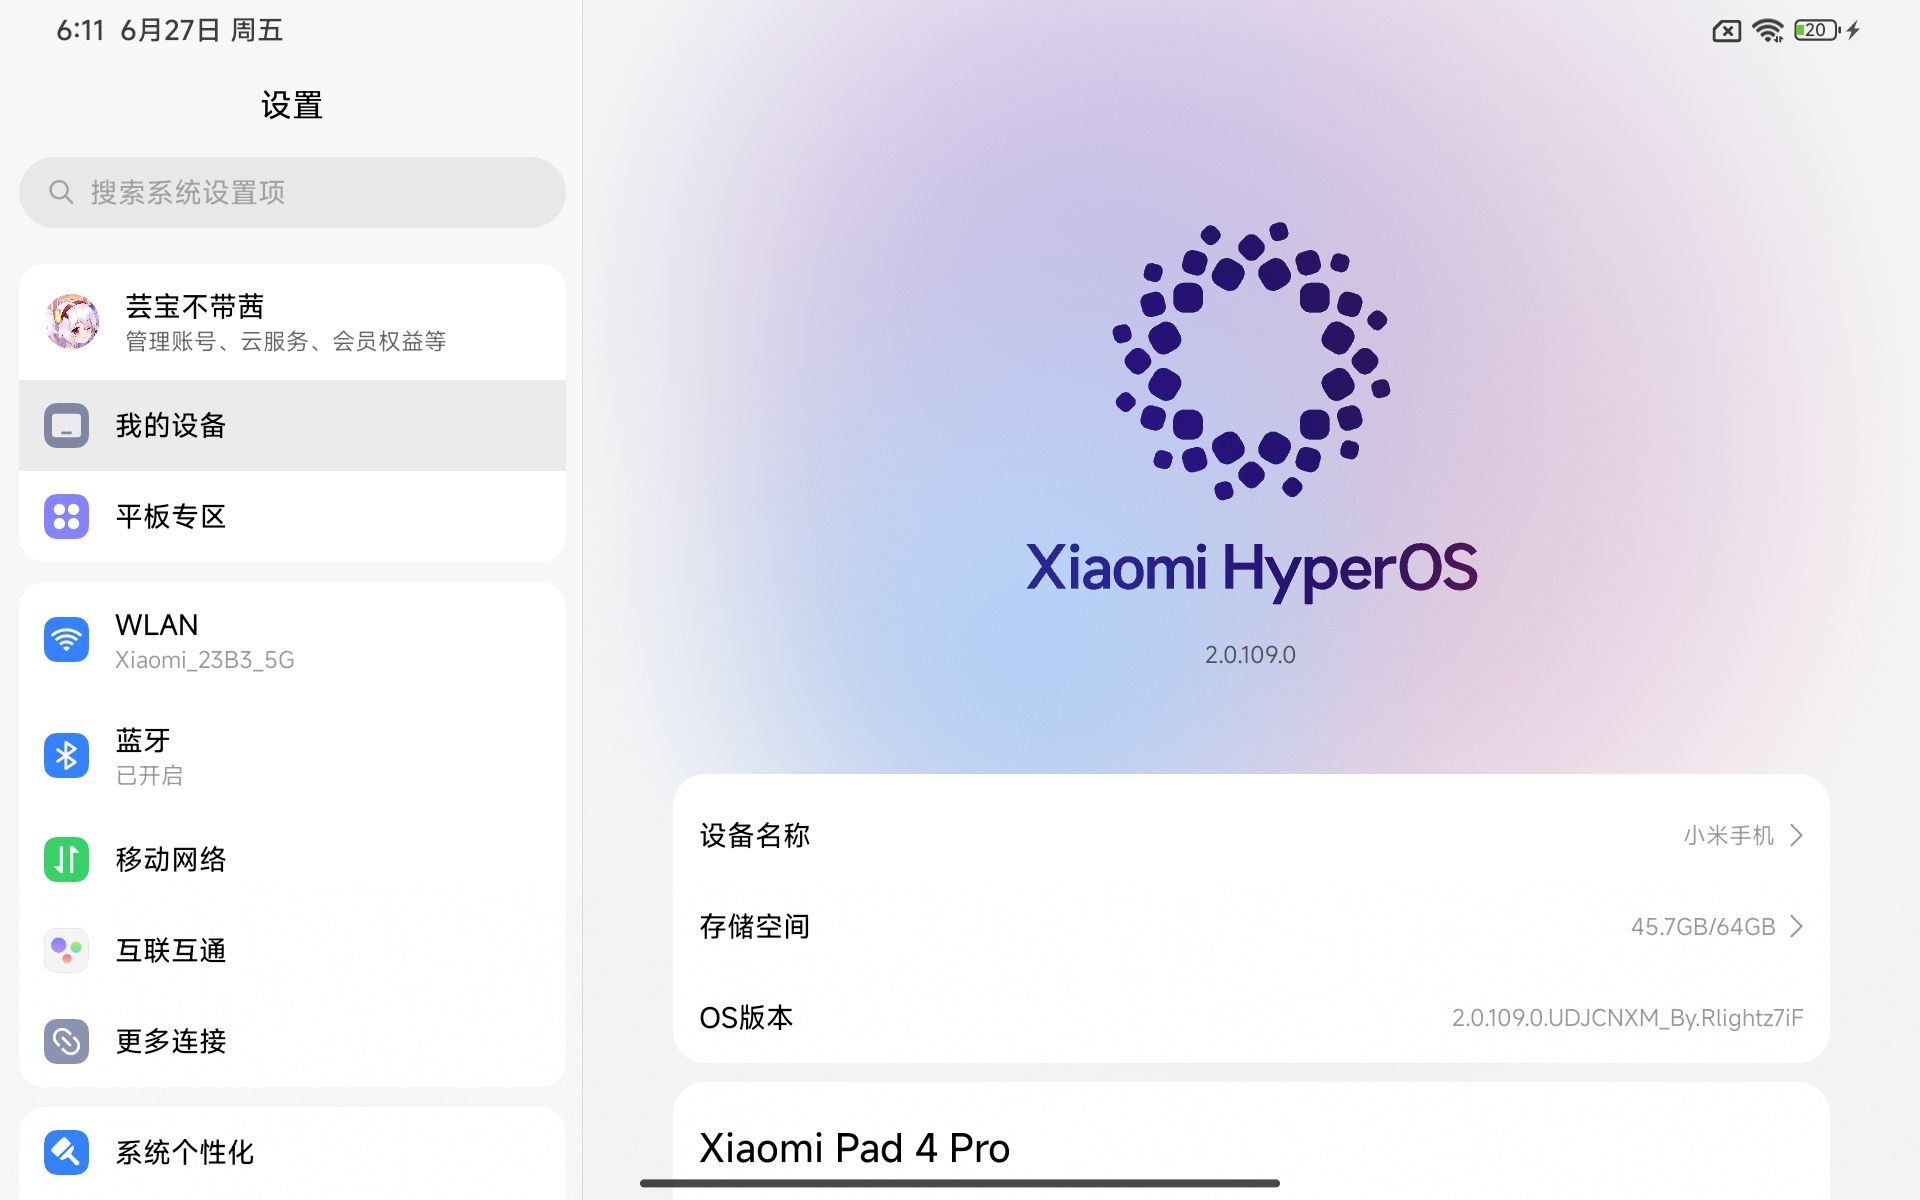 6:11 6月27日 周五
20
设置
搜索系统设置项
芸宝不带茜
管理账号、云服务、会员权益等
我的设备
平板专区
WLAN
Xiaomi_23B3_5G
蓝牙
已开启
移动网络
互联互通
更多连接
系统个性化
Xiaomi HyperOS
2.0.109.0
设备名称 小米手机
存储空间 45.7GB/64GB
OS版本 2.0.109.0.UDJCNXM_By.Rlightz7iF
Xiaomi Pad 4 Pro